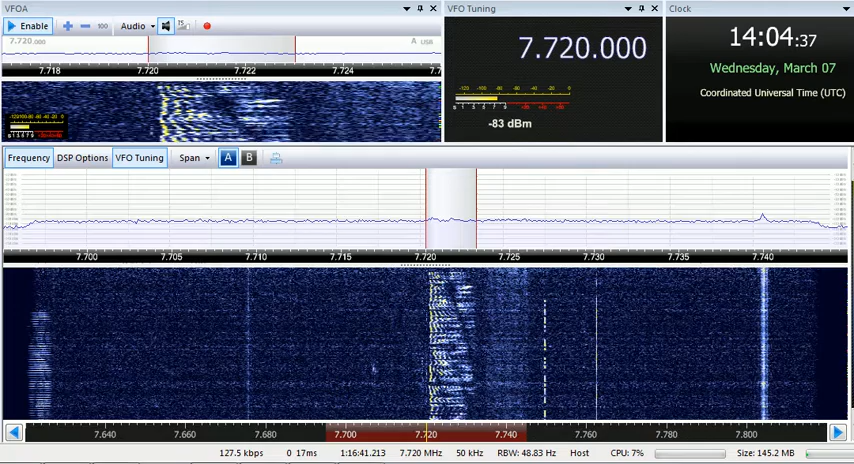 VFOA
Enable
100
Audio
7.720.000
A USB
7.718 7.720 7.722 7.724 7.
VFO Tuning
7.720.000
-83 dBm
Clock
14:04:37
Wednesday, March 07
Coordinated Universal Time (UTC)
Frequency DSP Options VFO Tuning Span A B
7.700 7.705 7.710 7.715 7.720 7.725 7.730 7.735 7.740
7.640 7.660 7.680 7.700 7.720 7.740 7.760 7.780 7.800
127.5 kbps 0 17ms 1:16:41.213 7.720 MHz 50 kHz RBW: 48.83 Hz Host CPU: 7% Size: 145.2 MB